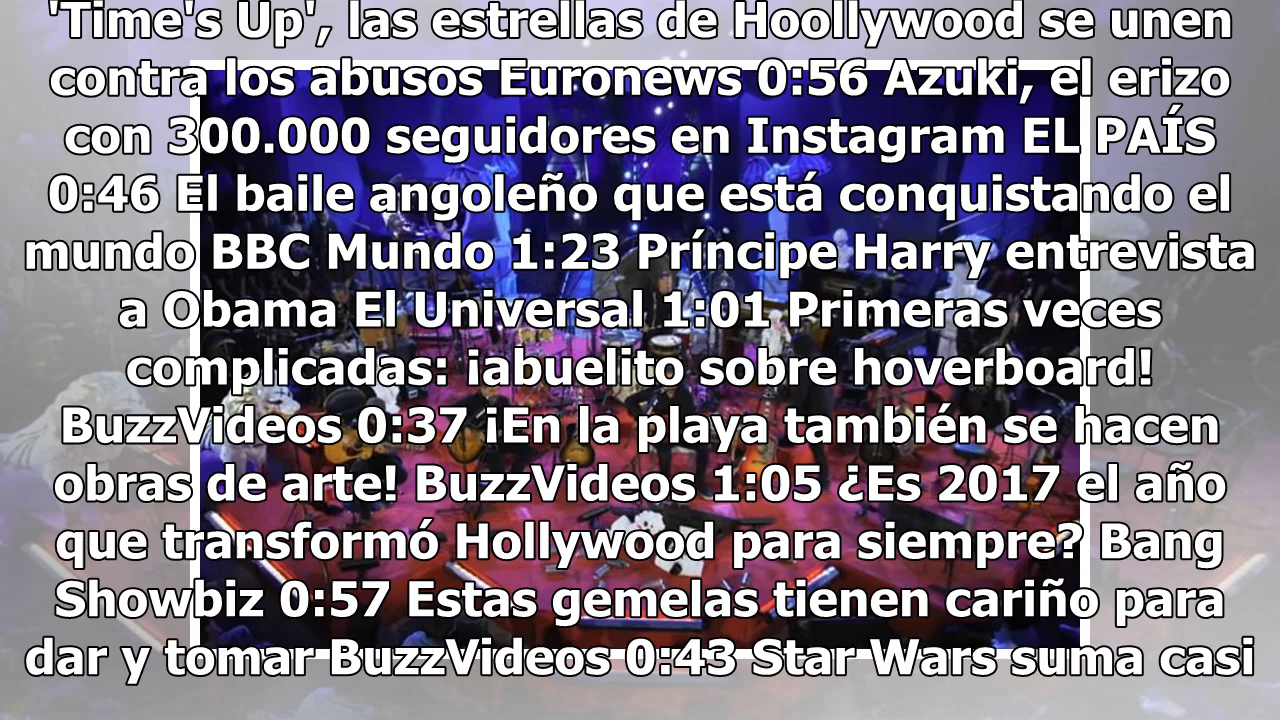 'Time's Up', las estrellas de Hoollywood se unen
contra los abusos Euronews 0:56 Azuki, el erizo
con 300.000 seguidores en Instagram EL PAÍS
0:46 El baile angoleño que está conquistando el
mundo BBC Mundo 1:23 Príncipe Harry entrevista
a Obama El Universal 1:01 Primeras veces
complicadas: ¡abuelito sobre hoverboard!
BuzzVideos 0:37 ¡En la playa también se hacen
obras de arte! BuzzVideos 1:05 ¿Es 2017 el año
que transformó Hollywood para siempre? Bang
Showbiz 0:57 Estas gemelas tienen cariño para
dar y tomar BuzzVideos 0:43 Star Wars suma casi